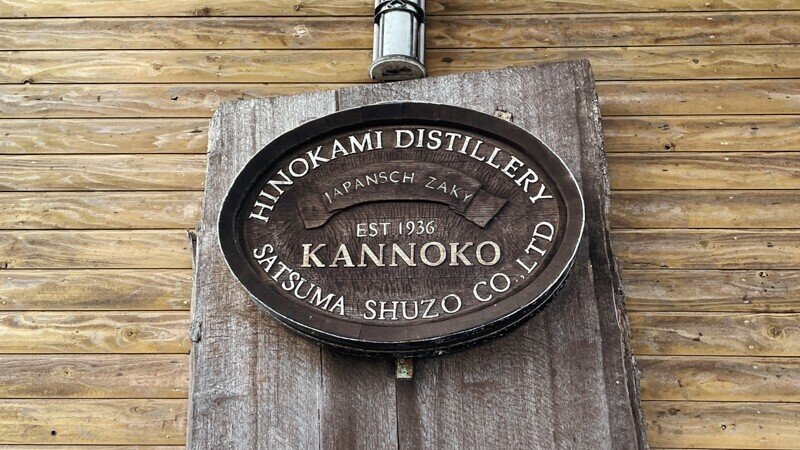 HINOKAMI DISTILLERY
JAPANSCH ZAKY
EST.1936
KANNOKO
SATSUMA SHUZO CO.,LTD